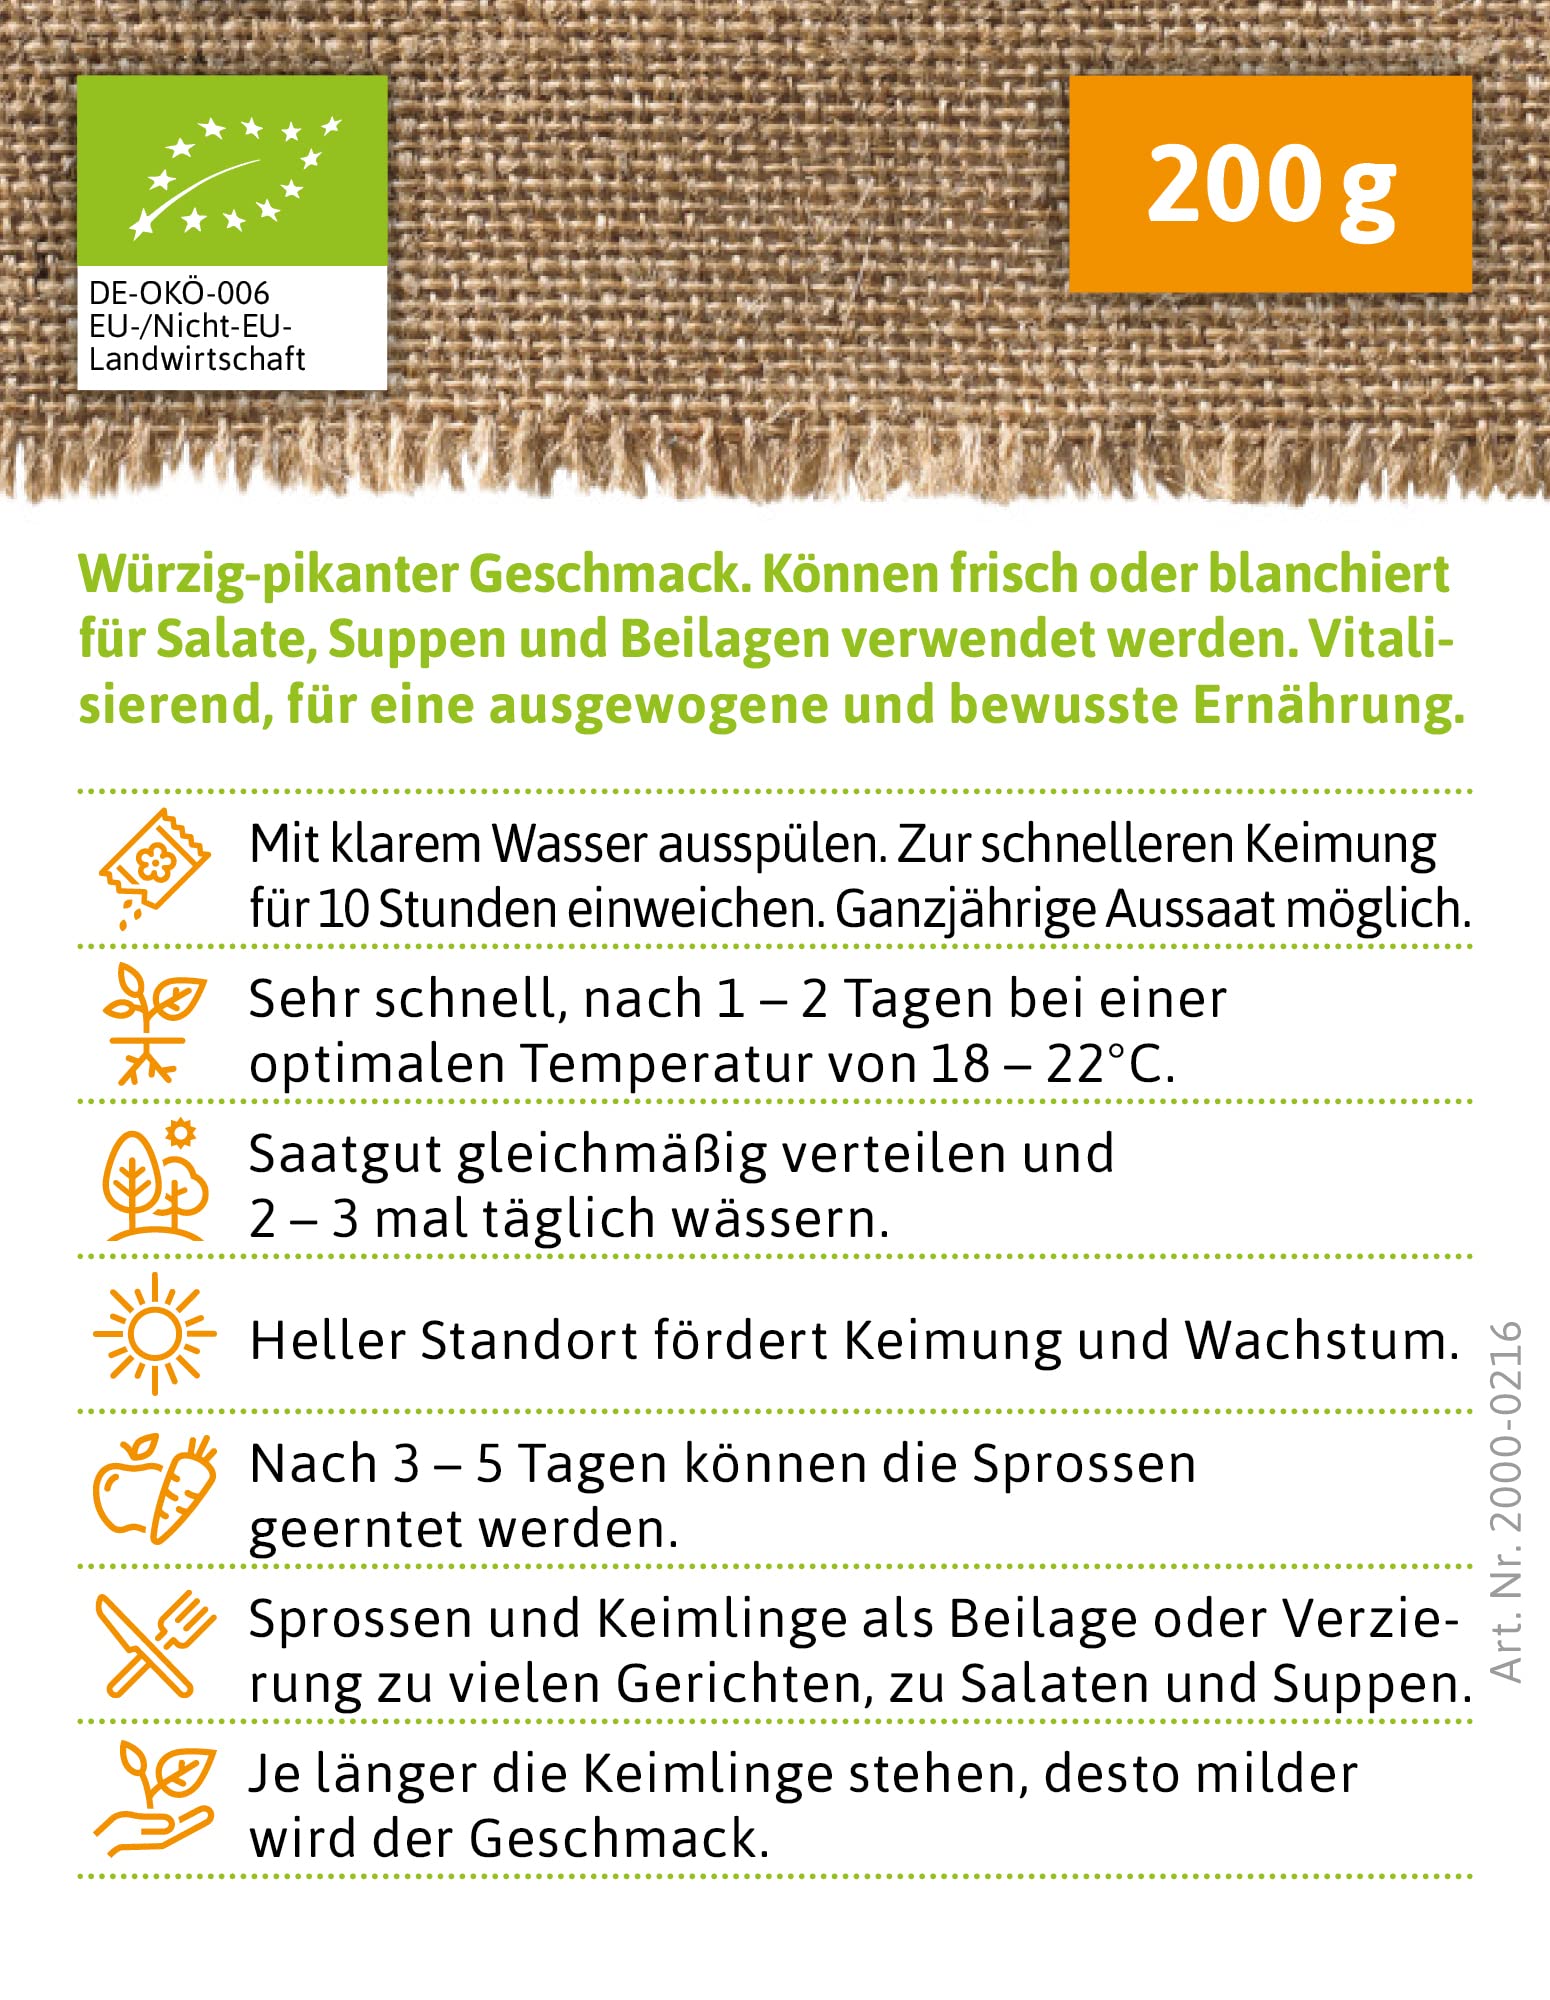 DE-OKÖ-006
EU-/Nicht-EU-
Landwirtschaft
200 g
Würzig-pikanter Geschmack. Können frisch oder blanchiert
für Salate, Suppen und Beilagen verwendet werden. Vitali-
sierend, für eine ausgewogene und bewusste Ernährung.
Mit klarem Wasser ausspülen. Zur schnelleren Keimung
für 10 Stunden einweichen. Ganzjährige Aussaat möglich.
Sehr schnell, nach 1 – 2 Tagen bei einer
optimalen Temperatur von 18 – 22°C.
Saatgut gleichmäßig verteilen und
2 – 3 mal täglich wässern.
Heller Standort fördert Keimung und Wachstum.
Nach 3 – 5 Tagen können die Sprossen
geerntet werden.
Sprossen und Keimlinge als Beilage oder Verzie-
rung zu vielen Gerichten, zu Salaten und Suppen.
Je länger die Keimlinge stehen, desto milder
wird der Geschmack.
Art. Nr. 2000-0216